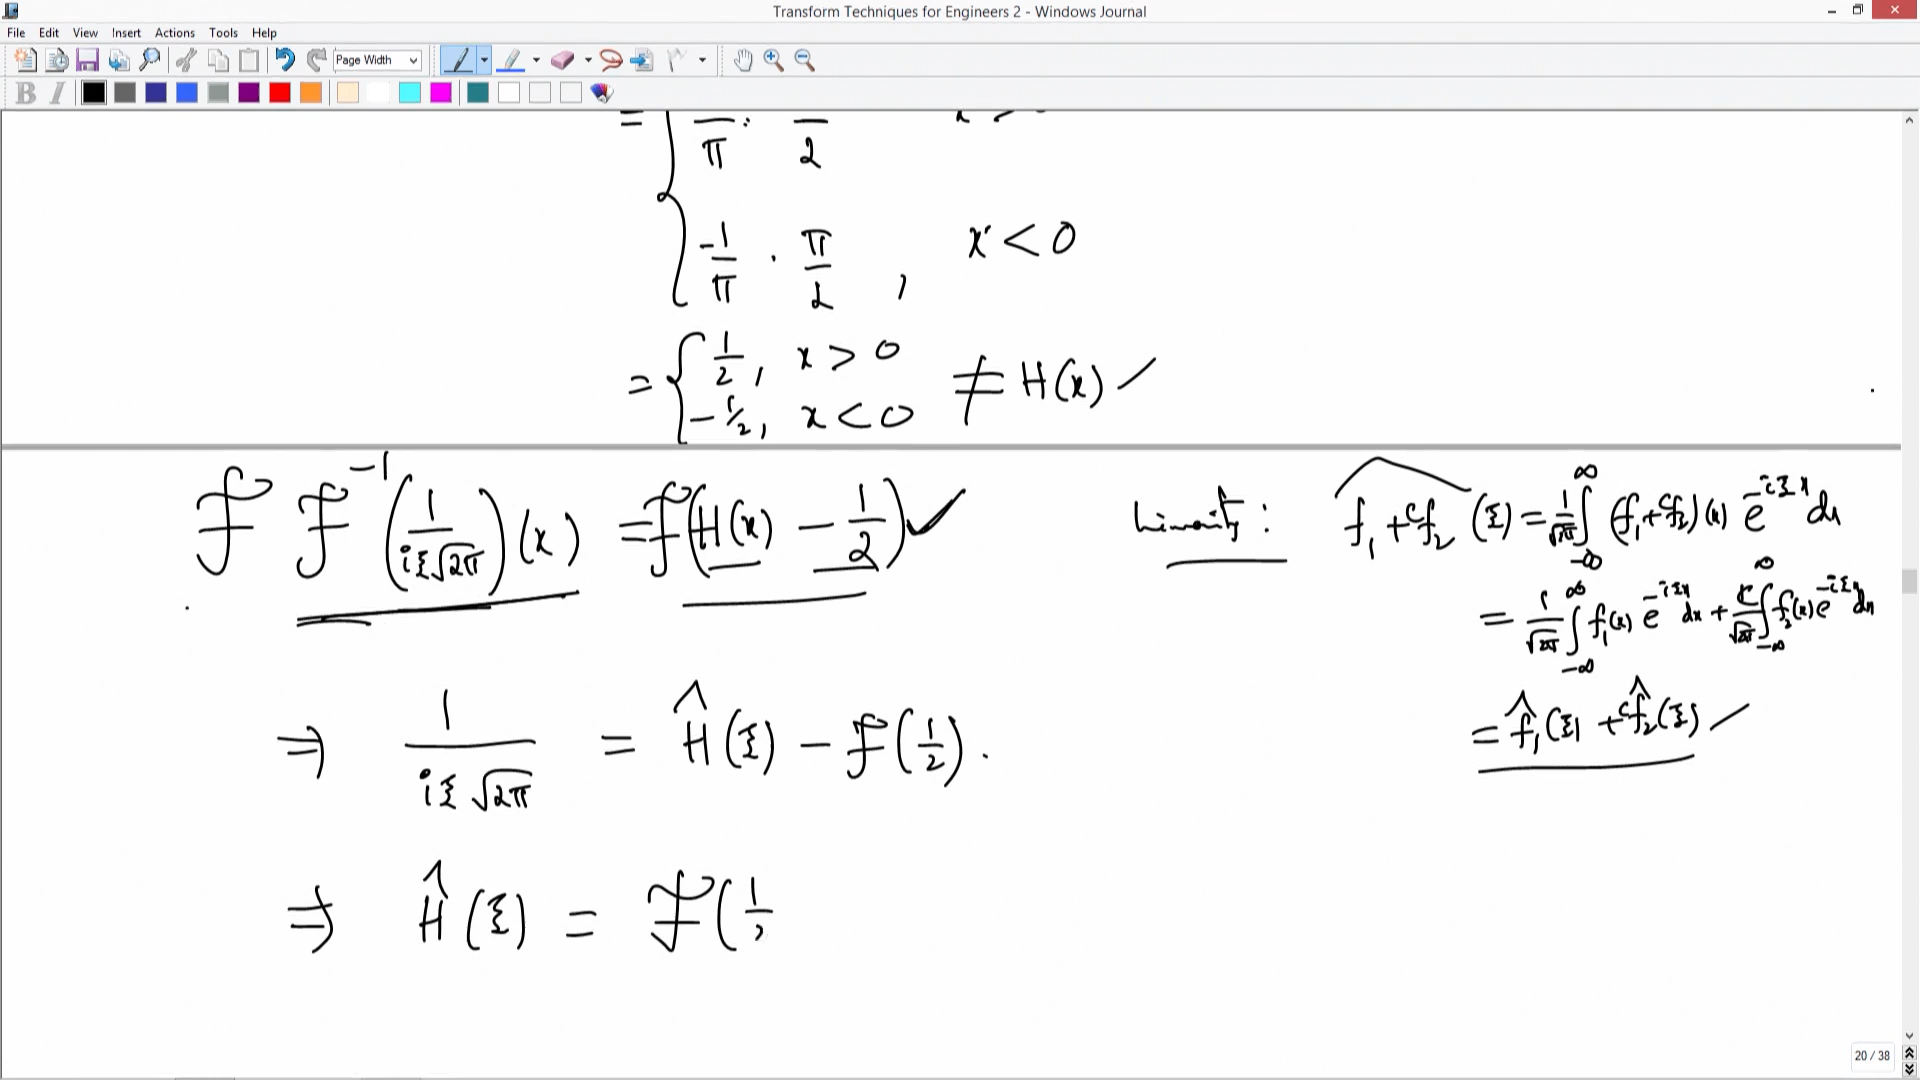 Transform Techniques for Engineers 2 - Windows Journal
File Edit View Insert Actions Tools Help
Page Width
B I
= { π . 2 x >
-1/π . π/2 , x < 0
= { 1/2 , x > 0
-1/2 , x < 0 ≠ H(x) ✓
ℱ ℱ⁻¹(1/(iξ√2π))(x) = ℱ(H(x) - 1/2) ✓
Linearity : f₁+cf₂ (ξ) = 1/√2π ∫_{-∞}^{∞} (f₁+cf₂)(x) e^{-iξx} dx
= 1/√2π ∫_{-∞}^{∞} f₁(x) e^{-iξx} dx + c/√2π ∫_{-∞}^{∞} f₂(x) e^{-iξx} dx
= f̂₁(ξ) + cf̂₂(ξ) ✓
⇒ 1/(iξ√2π) = Ĥ(ξ) - ℱ(1/2).
⇒ Ĥ(ξ) = ℱ(1/
20 / 38